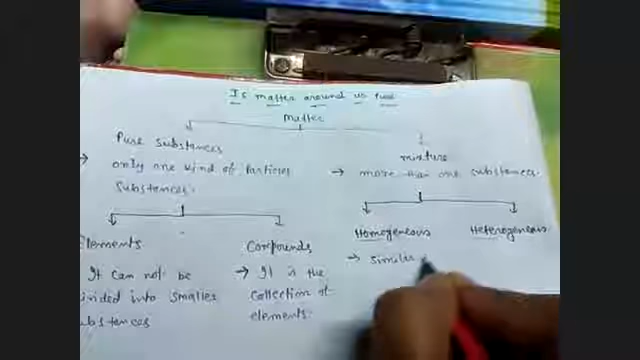 Is matter around us pure
Matter
Pure substances
only one kind of particles
substances.
mixture
→ more than one substances.
Elements
It can not be
divided into smaller
substances
Compounds
→ It is the
collection of
elements.
Homogeneous
→ Similar
Heterogeneous